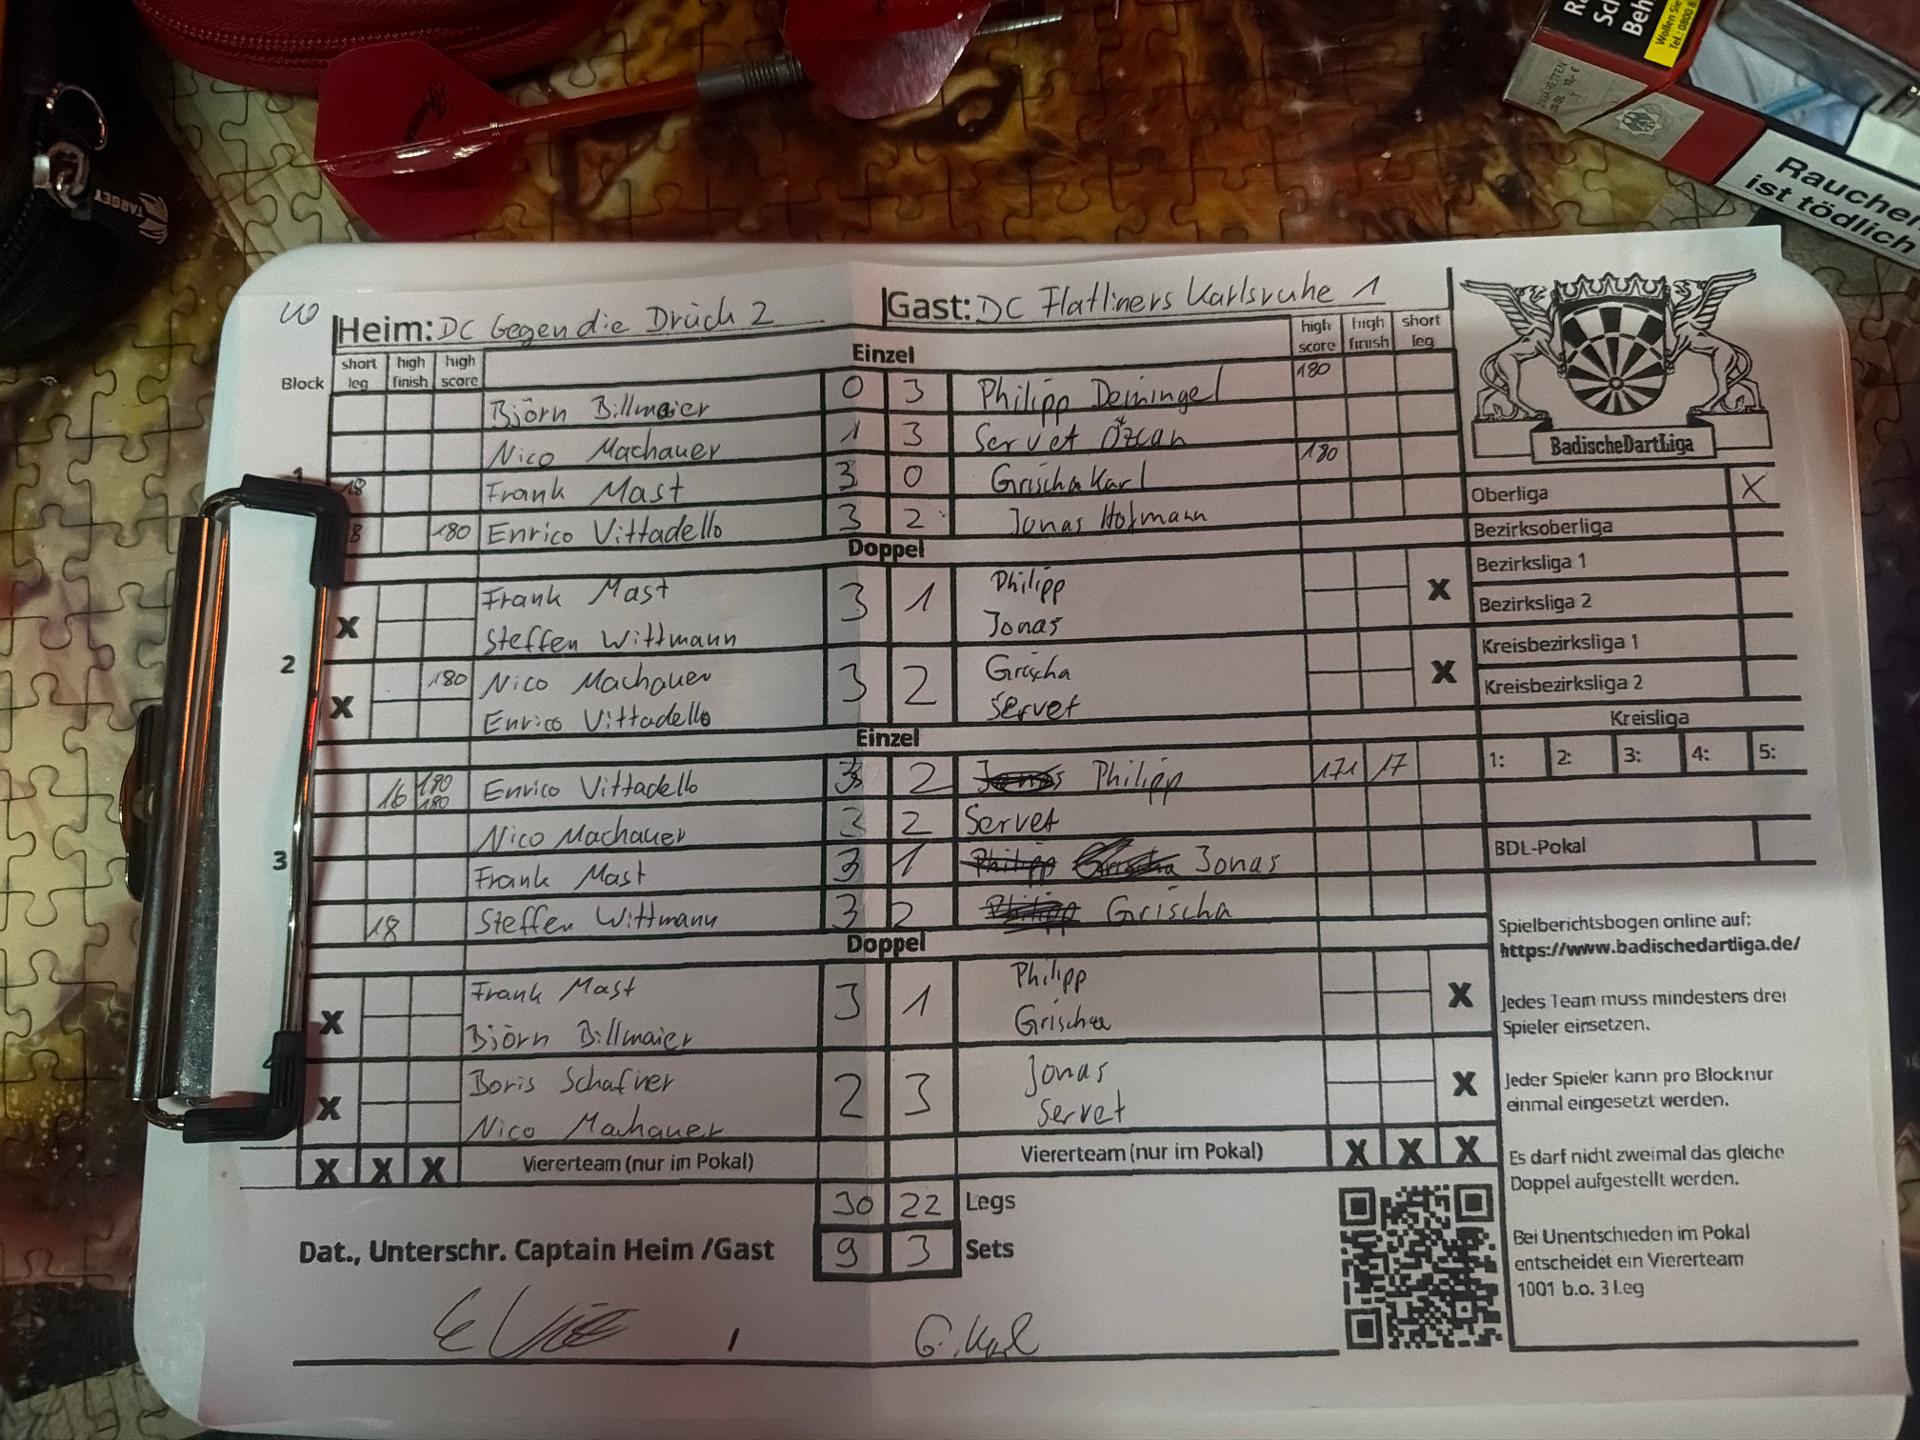 Rauchen
ist tödlich
TARGET
Heim: DC Gegen die Drück 2 Gast: DC Flatliners Karlsruhe 1
Block short leg high finish high score Einzel high score high finish short leg
Björn Billmaier 0 3 Philipp Demingel 180
Nico Machauer 1 3 Servet Özcan
1 18 Frank Mast 3 0 Grischa Karl 180
8 180 Enrico Vittadello 3 2 Jonas Hofmann
Doppel
Frank Mast 3 1 Philipp
X Steffen Wittmann Jonas X
2 180 Nico Machauer 3 2 Grischa
X Enrico Vittadello Servet X
Einzel
16 180 180 Enrico Vittadello 3 2 Philipp 171 17
Nico Machauer 3 2 Servet
3 Frank Mast 3 1 Jonas
18 Steffen Wittmann 3 2 Grischa
Doppel
Frank Mast 3 1 Philipp
X Björn Billmaier Grischa X
Boris Schafner 2 3 Jonas
X Nico Machauer Servet X
X X X Viererteam (nur im Pokal) Viererteam (nur im Pokal) X X X
30 22 Legs
Dat., Unterschr. Captain Heim /Gast 9 3 Sets
G. Karl
BadischeDartLiga
Oberliga X
Bezirksoberliga
Bezirksliga 1
Bezirksliga 2
Kreisbezirksliga 1
Kreisbezirksliga 2
Kreisliga
1: 2: 3: 4: 5:
BDL-Pokal
Spielberichtsbogen online auf:
https://www.badischedartliga.de/
Jedes Team muss mindestens drei
Spieler einsetzen.
Jeder Spieler kann pro Block nur
einmal eingesetzt werden.
Es darf nicht zweimal das gleiche
Doppel aufgestellt werden.
Bei Unentschieden im Pokal
entscheidet ein Viererteam
1001 b.o. 3 Leg